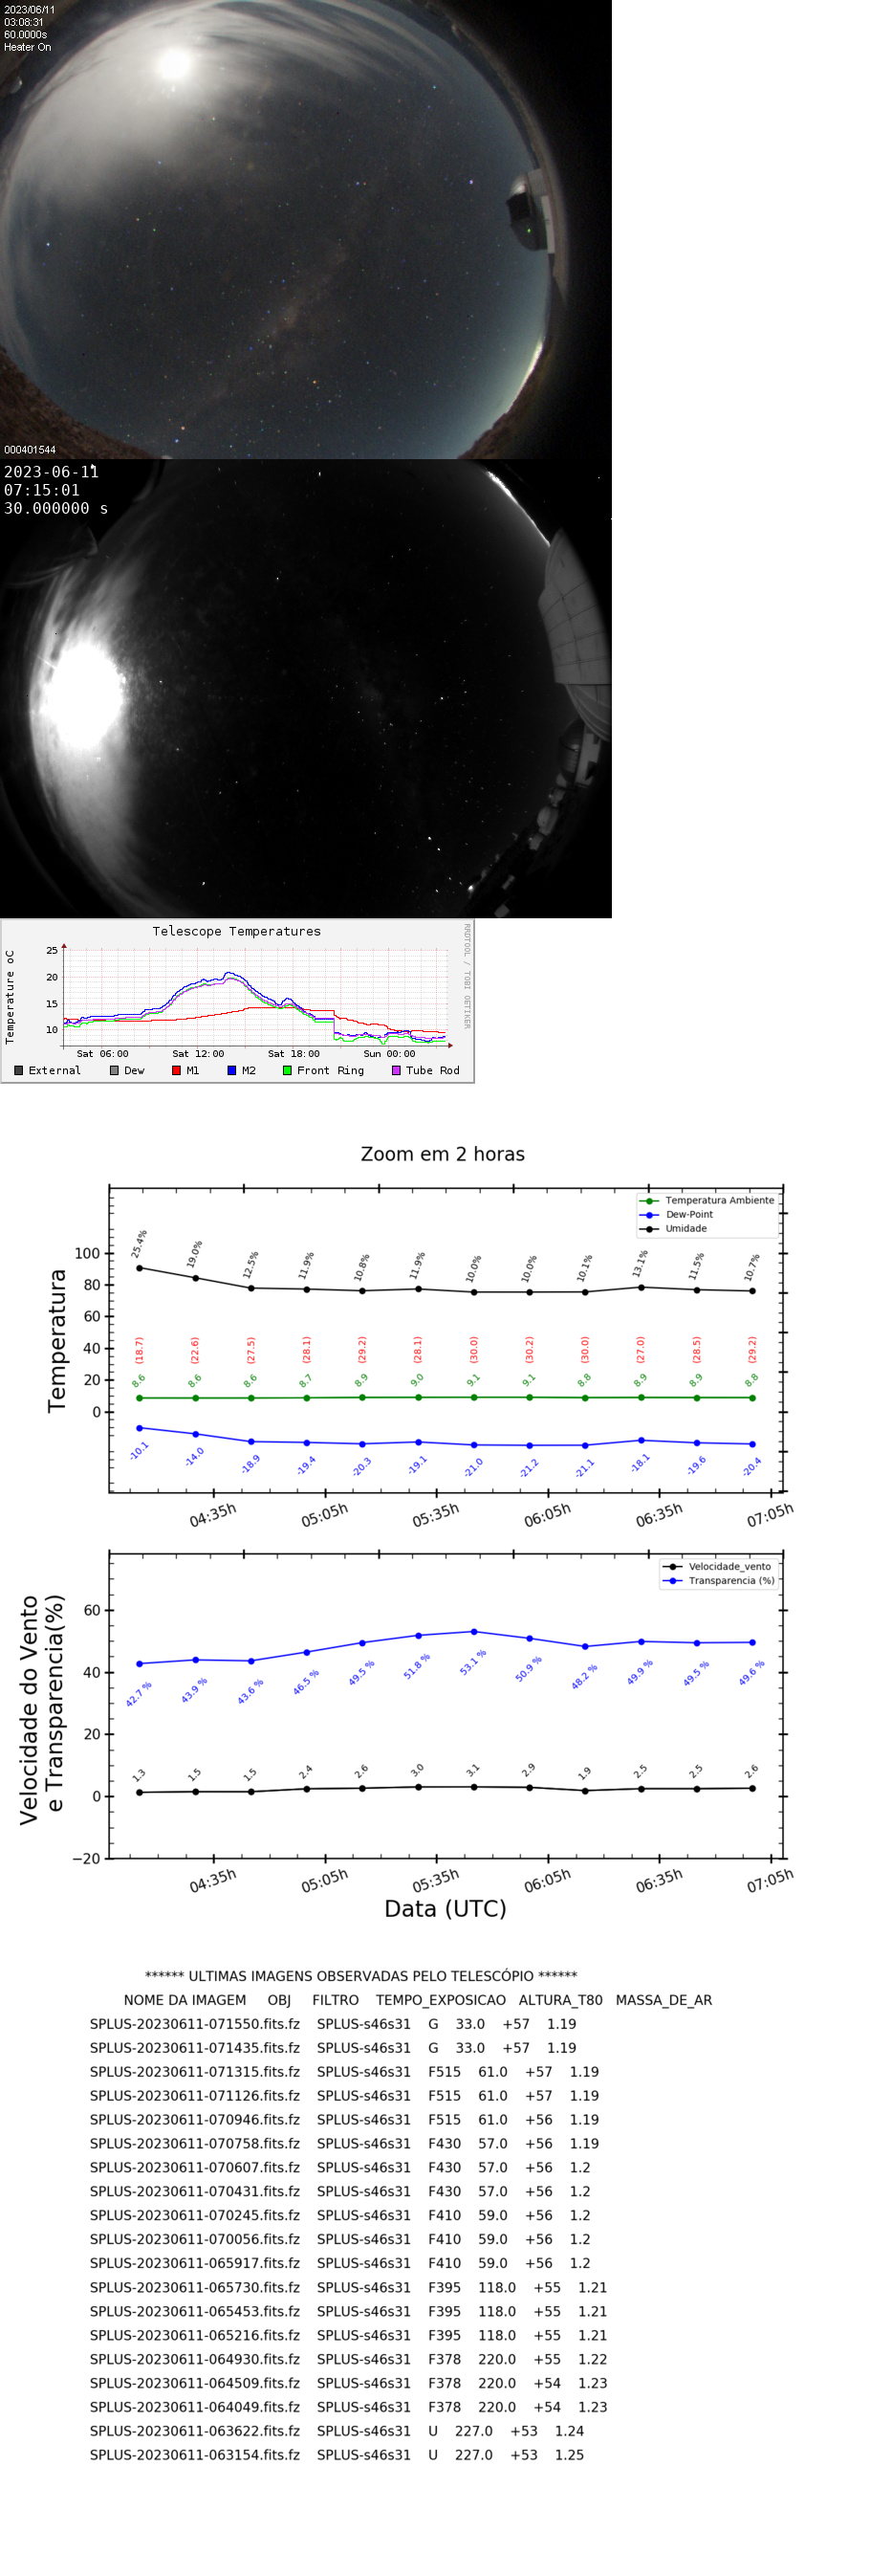 2023/06/11
03:08:31
60.0000s
Heater On
000401544
2023-06-11
07:15:01
30.000000 s
Telescope Temperatures
RRDTOOL / TOBI OETIKER
Temperature oC
25
20
15
10
Sat 06:00 Sat 12:00 Sat 18:00 Sun 00:00
External Dew M1 M2 Front Ring Tube Rod
Zoom em 2 horas
Temperatura Ambiente
Dew-Point
Umidade
Temperatura
100
80
60
40
20
0
25.4% 19.0% 12.5% 11.9% 10.8% 11.9% 10.0% 10.0% 10.1% 13.1% 11.5% 10.7%
(18.7) (22.6) (27.5) (28.1) (29.2) (28.1) (30.0) (30.2) (30.0) (27.0) (28.5) (29.2)
8.6 8.6 8.6 8.7 8.9 9.0 9.1 9.1 8.8 8.9 8.9 8.8
-10.1 -14.0 -18.9 -19.4 -20.3 -19.1 -21.0 -21.2 -21.1 -18.1 -19.6 -20.4
04:35h 05:05h 05:35h 06:05h 06:35h 07:05h
Velocidade_vento
Transparencia (%)
Velocidade do Vento
e Transparencia(%)
60
40
20
0
−20
42.7 % 43.9 % 43.6 % 46.5 % 49.5 % 51.8 % 53.1 % 50.9 % 48.2 % 49.9 % 49.5 % 49.6 %
1.3 1.5 1.5 2.4 2.6 3.0 3.1 2.9 1.9 2.5 2.5 2.6
04:35h 05:05h 05:35h 06:05h 06:35h 07:05h
Data (UTC)
****** ULTIMAS IMAGENS OBSERVADAS PELO TELESCÓPIO ******
NOME DA IMAGEM OBJ FILTRO TEMPO_EXPOSICAO ALTURA_T80 MASSA_DE_AR
SPLUS-20230611-071550.fits.fz SPLUS-s46s31 G 33.0 +57 1.19
SPLUS-20230611-071435.fits.fz SPLUS-s46s31 G 33.0 +57 1.19
SPLUS-20230611-071315.fits.fz SPLUS-s46s31 F515 61.0 +57 1.19
SPLUS-20230611-071126.fits.fz SPLUS-s46s31 F515 61.0 +57 1.19
SPLUS-20230611-070946.fits.fz SPLUS-s46s31 F515 61.0 +56 1.19
SPLUS-20230611-070758.fits.fz SPLUS-s46s31 F430 57.0 +56 1.19
SPLUS-20230611-070607.fits.fz SPLUS-s46s31 F430 57.0 +56 1.2
SPLUS-20230611-070431.fits.fz SPLUS-s46s31 F430 57.0 +56 1.2
SPLUS-20230611-070245.fits.fz SPLUS-s46s31 F410 59.0 +56 1.2
SPLUS-20230611-070056.fits.fz SPLUS-s46s31 F410 59.0 +56 1.2
SPLUS-20230611-065917.fits.fz SPLUS-s46s31 F410 59.0 +56 1.2
SPLUS-20230611-065730.fits.fz SPLUS-s46s31 F395 118.0 +55 1.21
SPLUS-20230611-065453.fits.fz SPLUS-s46s31 F395 118.0 +55 1.21
SPLUS-20230611-065216.fits.fz SPLUS-s46s31 F395 118.0 +55 1.21
SPLUS-20230611-064930.fits.fz SPLUS-s46s31 F378 220.0 +55 1.22
SPLUS-20230611-064509.fits.fz SPLUS-s46s31 F378 220.0 +54 1.23
SPLUS-20230611-064049.fits.fz SPLUS-s46s31 F378 220.0 +54 1.23
SPLUS-20230611-063622.fits.fz SPLUS-s46s31 U 227.0 +53 1.24
SPLUS-20230611-063154.fits.fz SPLUS-s46s31 U 227.0 +53 1.25